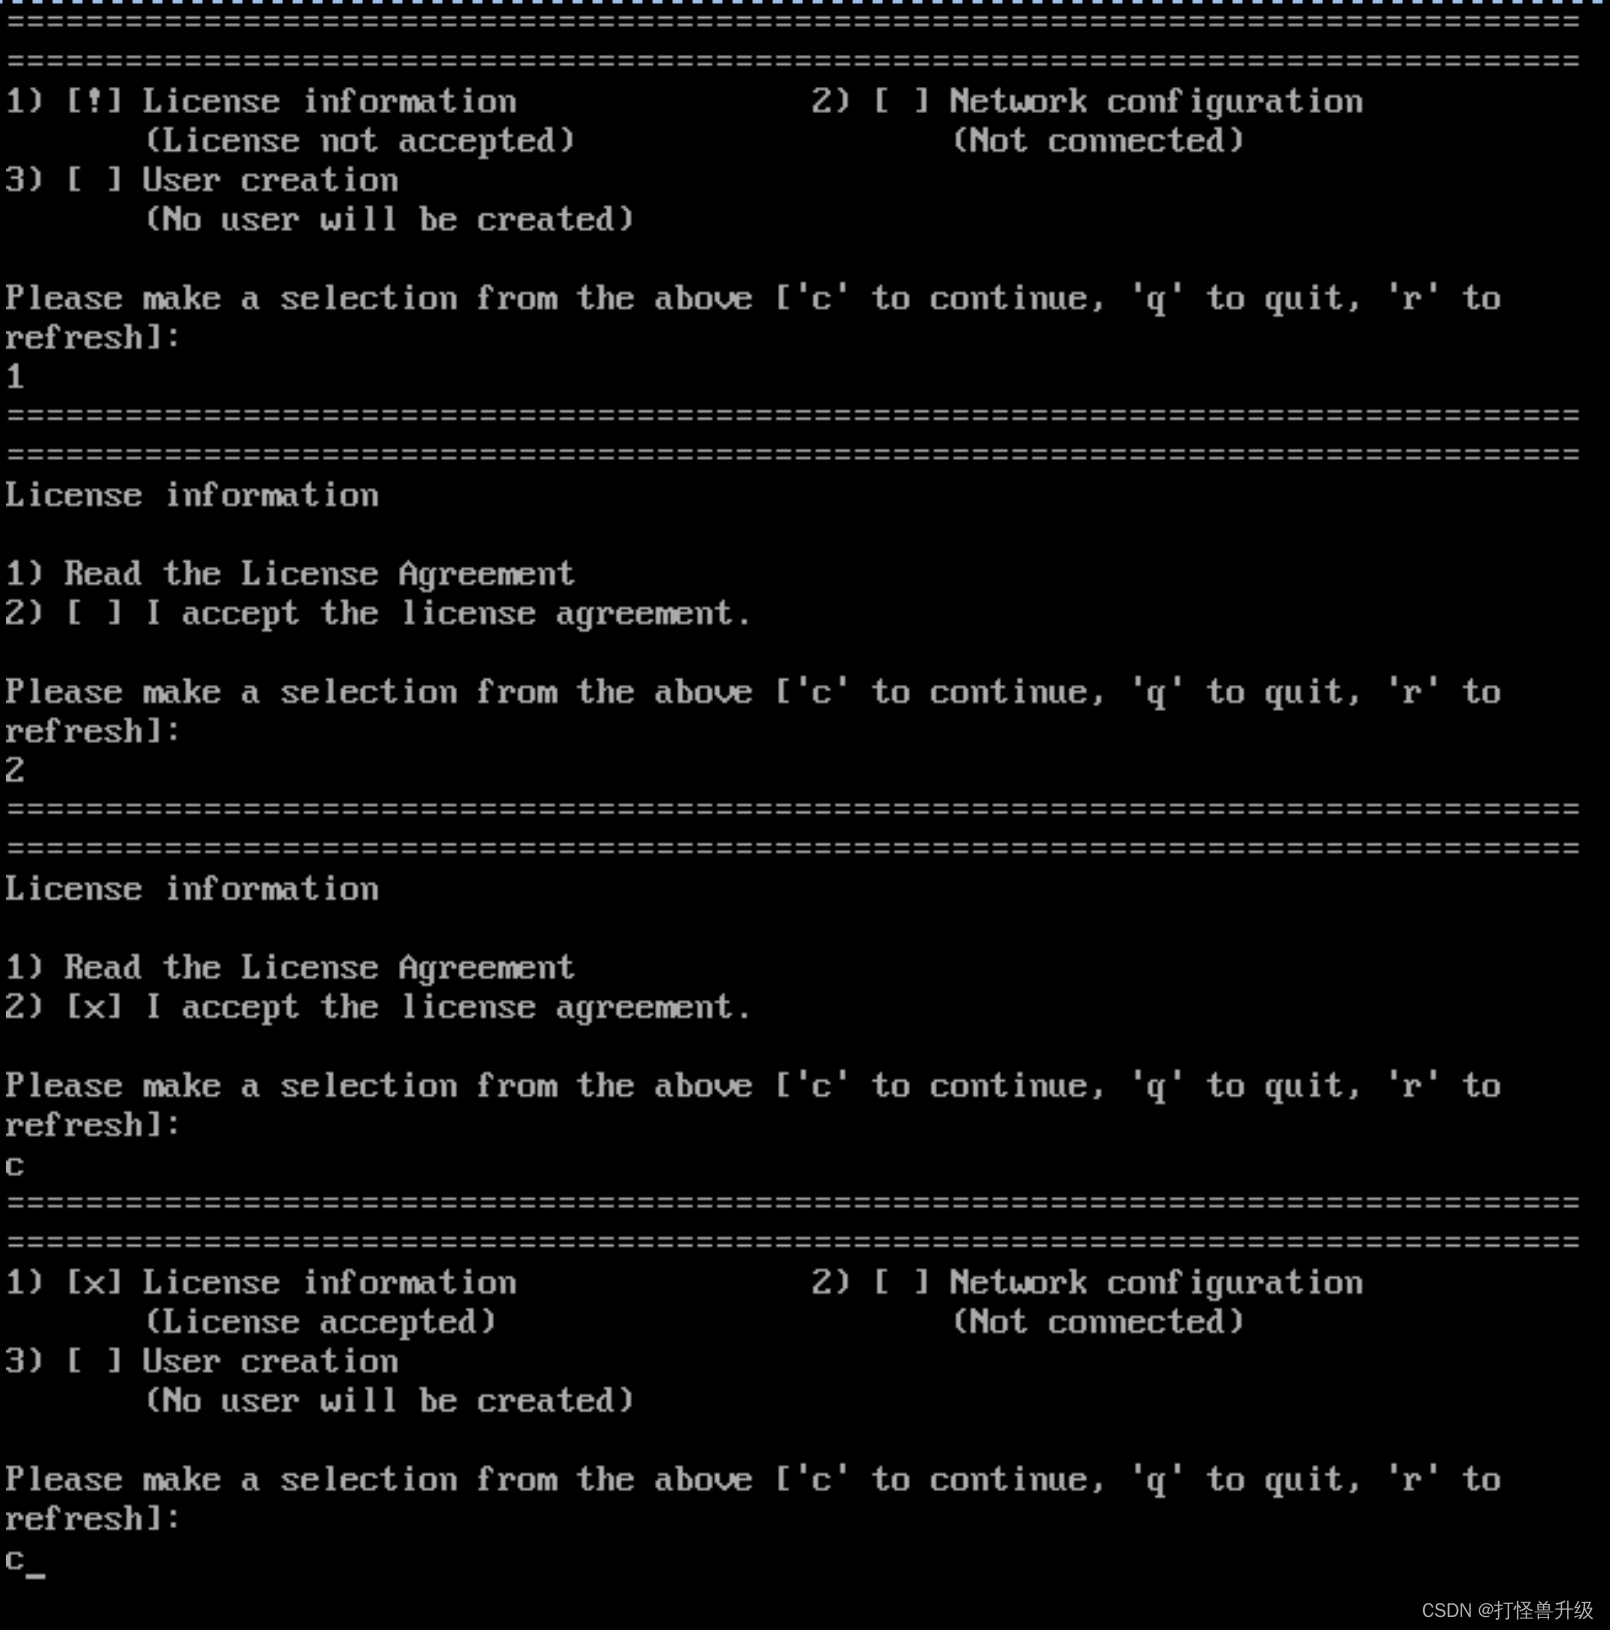 ================================================================================
================================================================================
1) [!] License information               2) [ ] Network configuration
       (License not accepted)                   (Not connected)
3) [ ] User creation
       (No user will be created)
Please make a selection from the above ['c' to continue, 'q' to quit, 'r' to
refresh]:
1
================================================================================
================================================================================
License information
1) Read the License Agreement
2) [ ] I accept the license agreement.
Please make a selection from the above ['c' to continue, 'q' to quit, 'r' to
refresh]:
2
================================================================================
================================================================================
License information
1) Read the License Agreement
2) [x] I accept the license agreement.
Please make a selection from the above ['c' to continue, 'q' to quit, 'r' to
refresh]:
c
================================================================================
================================================================================
1) [x] License information               2) [ ] Network configuration
       (License accepted)                       (Not connected)
3) [ ] User creation
       (No user will be created)
Please make a selection from the above ['c' to continue, 'q' to quit, 'r' to
refresh]:
c_
CSDN @打怪兽升级